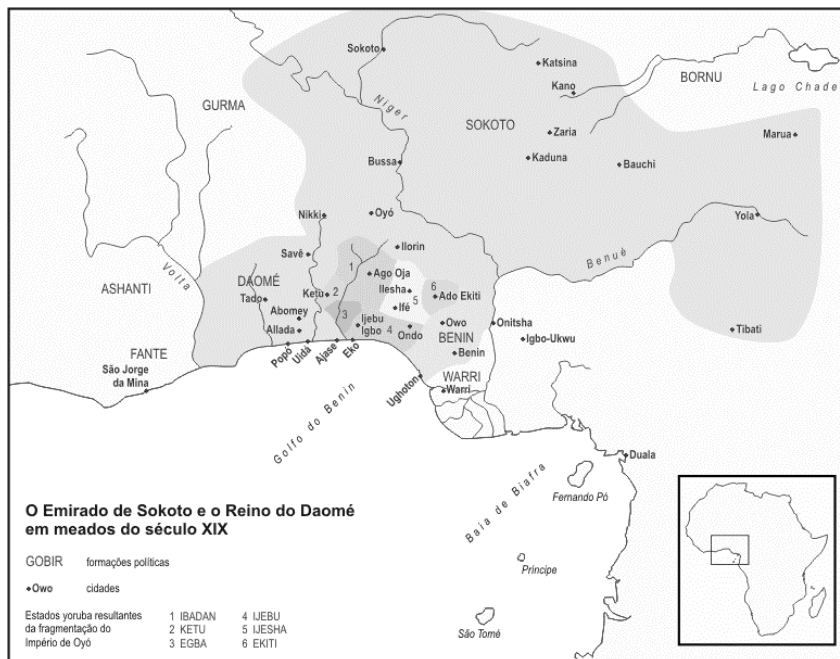 Sokoto
Katsina
Kano
BORNU
Lago Chade
GURMA
Niger
SOKOTO
Zaria
Marua
Kaduna
Bauchi
Bussa
Nikki
Oyó
Yola
Savê
Ilorin
Benué
Volta
DAOMÉ
1
Ago Oja
ASHANTI
Ketu
2
Ilesha
6
Tado
5
Ado Ekiti
Abomey
3
Ifé
Ijebu
Igbo
4
Owo
Onitsha
Tibati
Allada
Ondo
BENIN
Igbo-Ukwu
FANTE
Popó
Uidá
Ajase
Eko
Benin
São Jorge
da Mina
WARRI
Ughoton
Warri
Golfo do Benin
Duala
Fernando Pó
Baia de Biafra
O Emirado de Sokoto e o Reino do Daomé
em meados do século XIX
GOBIR formações políticas
Owo cidades
Príncipe
Estados yoruba resultantes
da fragmentação do
Império de Oyó
1 IBADAN 4 IJEBU
2 KETU 5 IJESHA
3 EGBA 6 EKITI
São Tomé